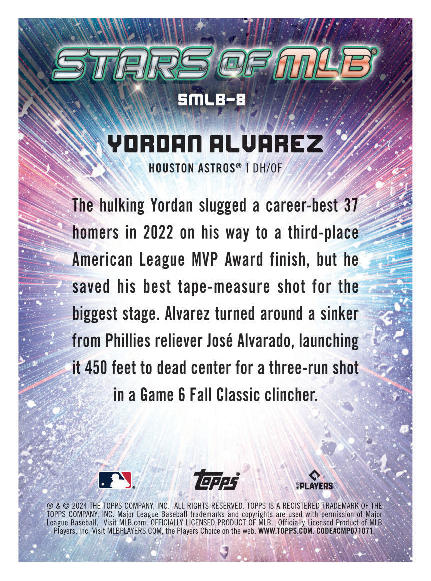 STARS OF MLB®
SMLB-8
YORDAN ALVAREZ
HOUSTON ASTROS® | DH/OF
The hulking Yordan slugged a career-best 37
homers in 2022 on his way to a third-place
American League MVP Award finish, but he
saved his best tape-measure shot for the
biggest stage. Alvarez turned around a sinker
from Phillies reliever José Alvarado, launching
it 450 feet to dead center for a three-run shot
in a Game 6 Fall Classic clincher.
Topps
PLAYERS
® & © 2024 THE TOPPS COMPANY, INC. ALL RIGHTS RESERVED. TOPPS IS A REGISTERED TRADEMARK OF THE
TOPPS COMPANY, INC. Major League Baseball trademarks and copyrights are used with permission of Major
League Baseball. Visit MLB.com. OFFICIALLY LICENSED PRODUCT OF MLB Officially Licensed Product of MLB
Players, Inc. Visit MLBPLAYERS.COM, the Players Choice on the web. WWW.TOPPS.COM. CODE#CMP071071